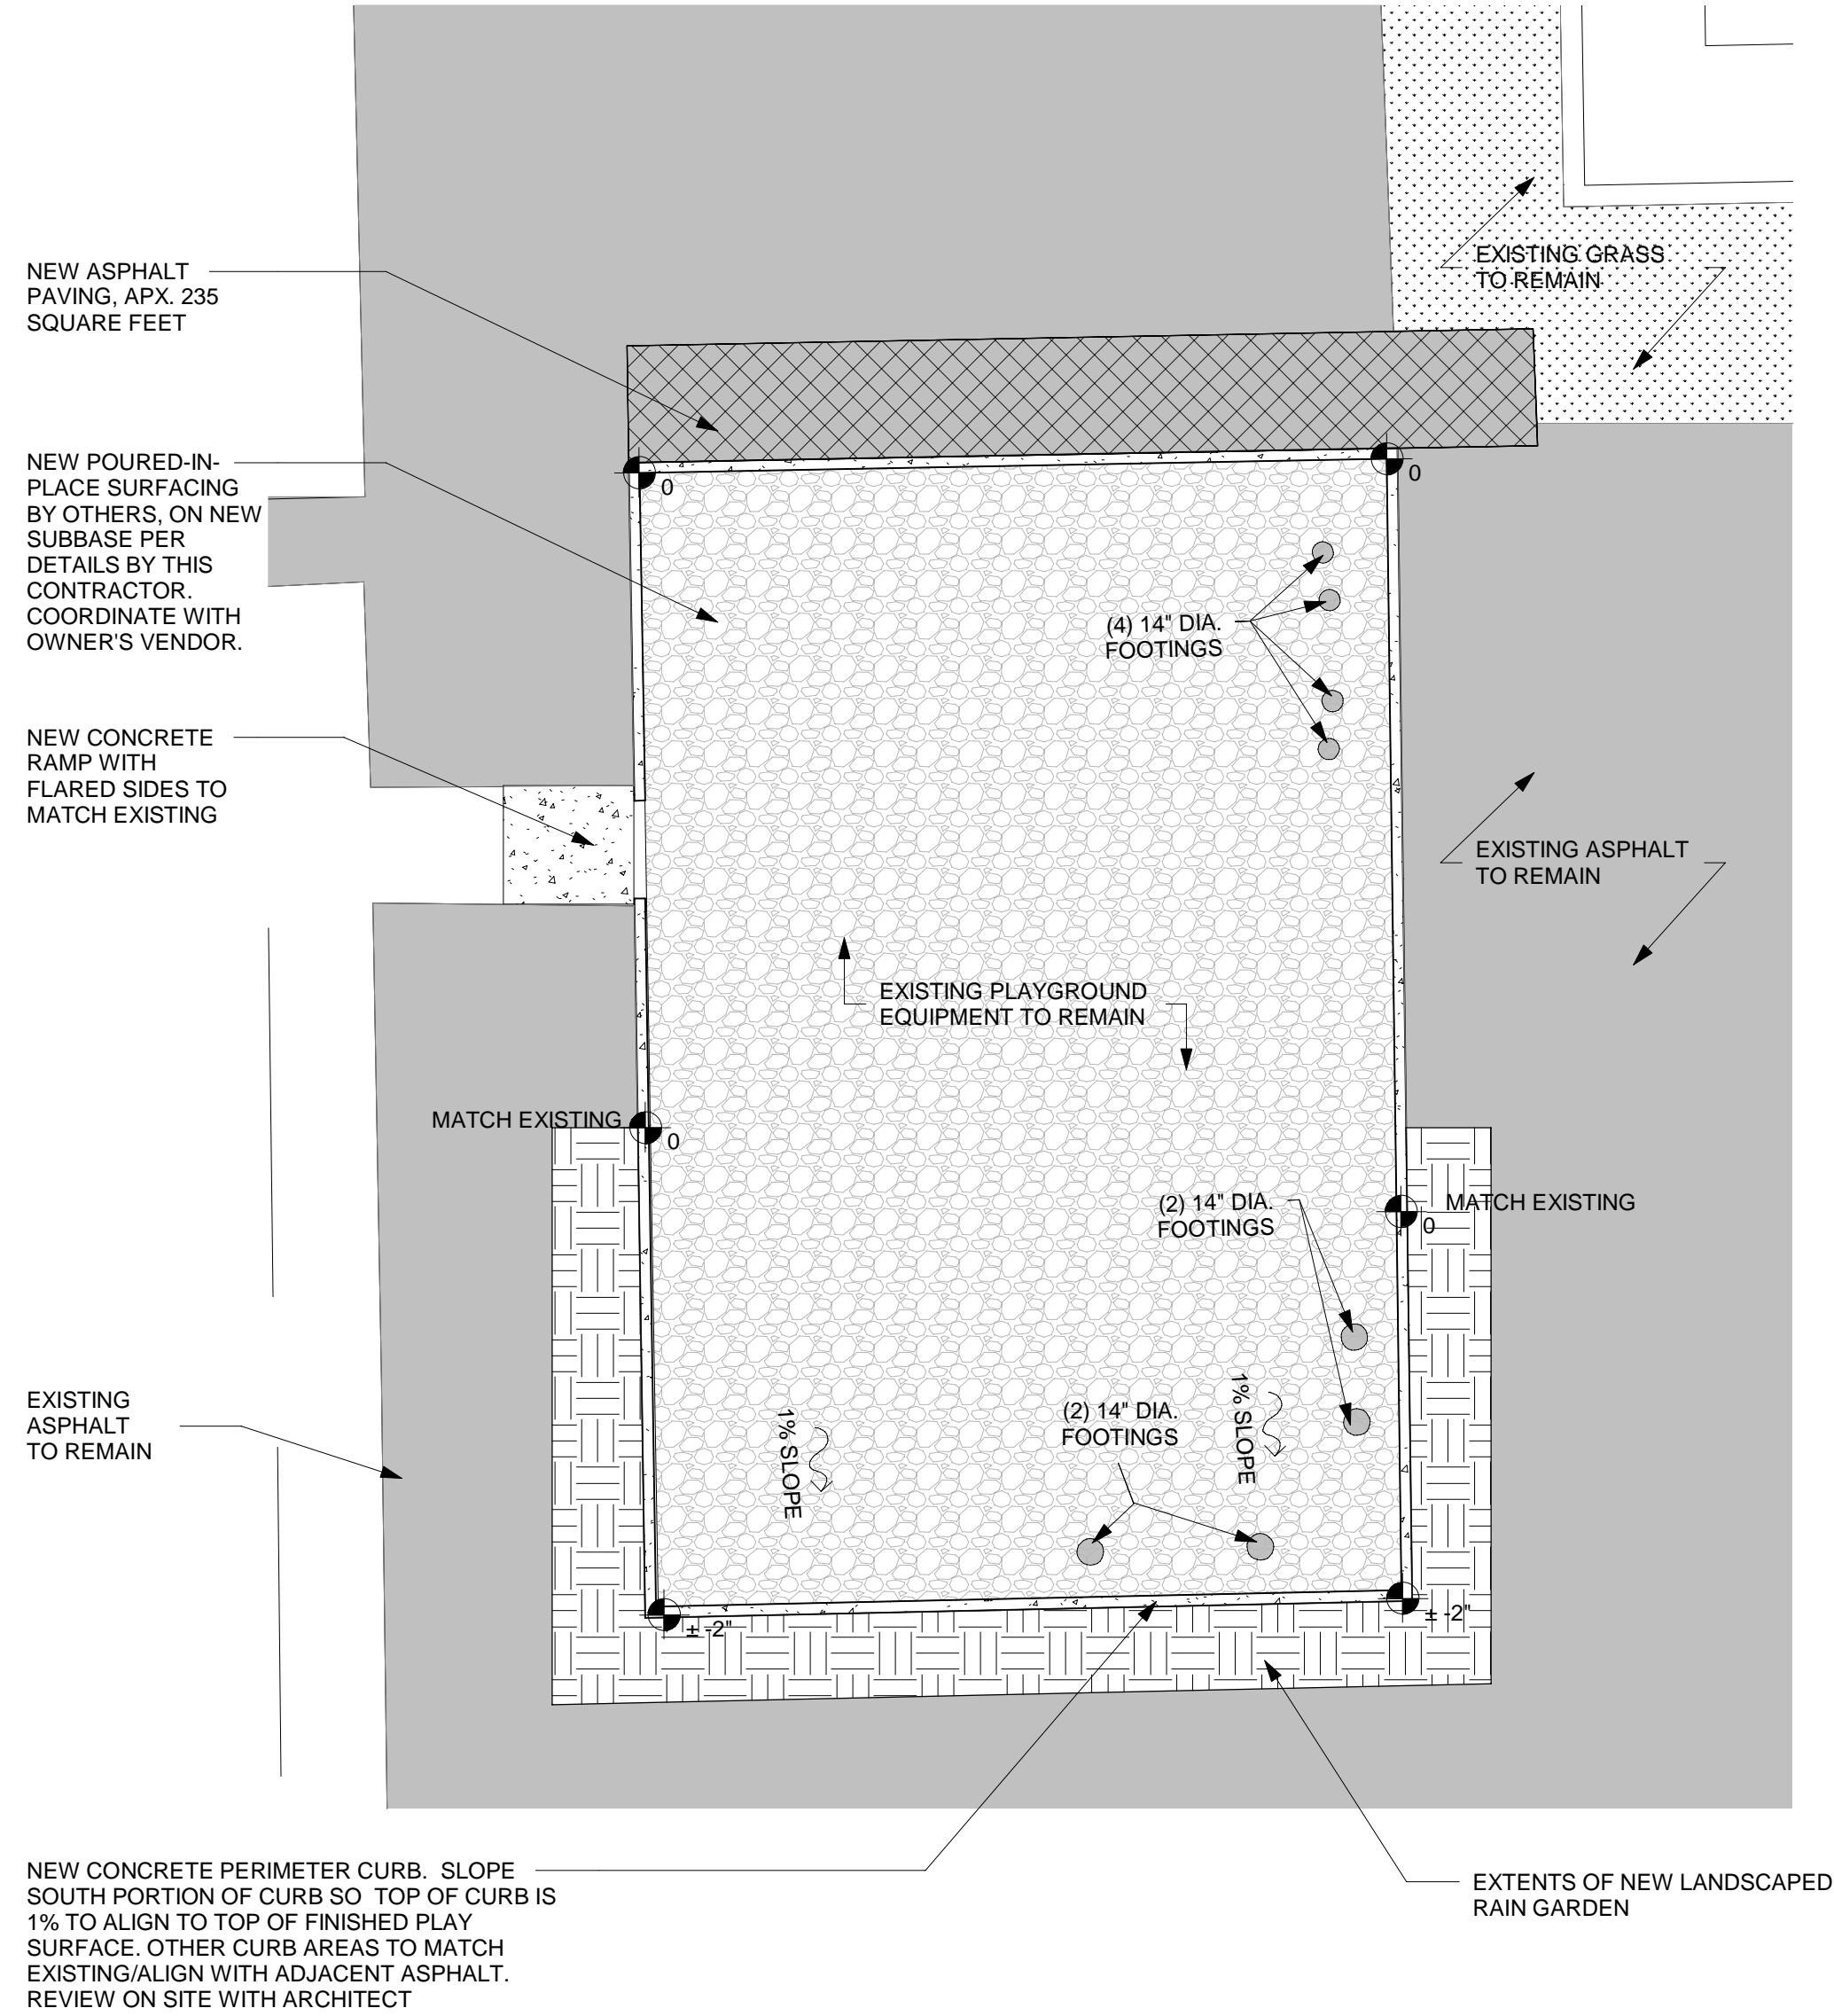 EXISTING GRASS
TO REMAIN
NEW ASPHALT
PAVING, APX. 235
SQUARE FEET
NEW POURED-IN-
PLACE SURFACING
BY OTHERS, ON NEW
SUBBASE PER
DETAILS BY THIS
CONTRACTOR.
COORDINATE WITH
OWNER'S VENDOR.
0
0
(4) 14" DIA.
FOOTINGS
NEW CONCRETE
RAMP WITH
FLARED SIDES TO
MATCH EXISTING
EXISTING ASPHALT
TO REMAIN
EXISTING PLAYGROUND
EQUIPMENT TO REMAIN
MATCH EXISTING
0
(2) 14" DIA.
FOOTINGS
MATCH EXISTING
0
EXISTING
ASPHALT
TO REMAIN
1% SLOPE
(2) 14" DIA.
FOOTINGS
1% SLOPE
± -2"
± -2"
NEW CONCRETE PERIMETER CURB.  SLOPE
SOUTH PORTION OF CURB SO  TOP OF CURB IS
1% TO ALIGN TO TOP OF FINISHED PLAY
SURFACE. OTHER CURB AREAS TO MATCH
EXISTING/ALIGN WITH ADJACENT ASPHALT.
REVIEW ON SITE WITH ARCHITECT
EXTENTS OF NEW LANDSCAPED
RAIN GARDEN